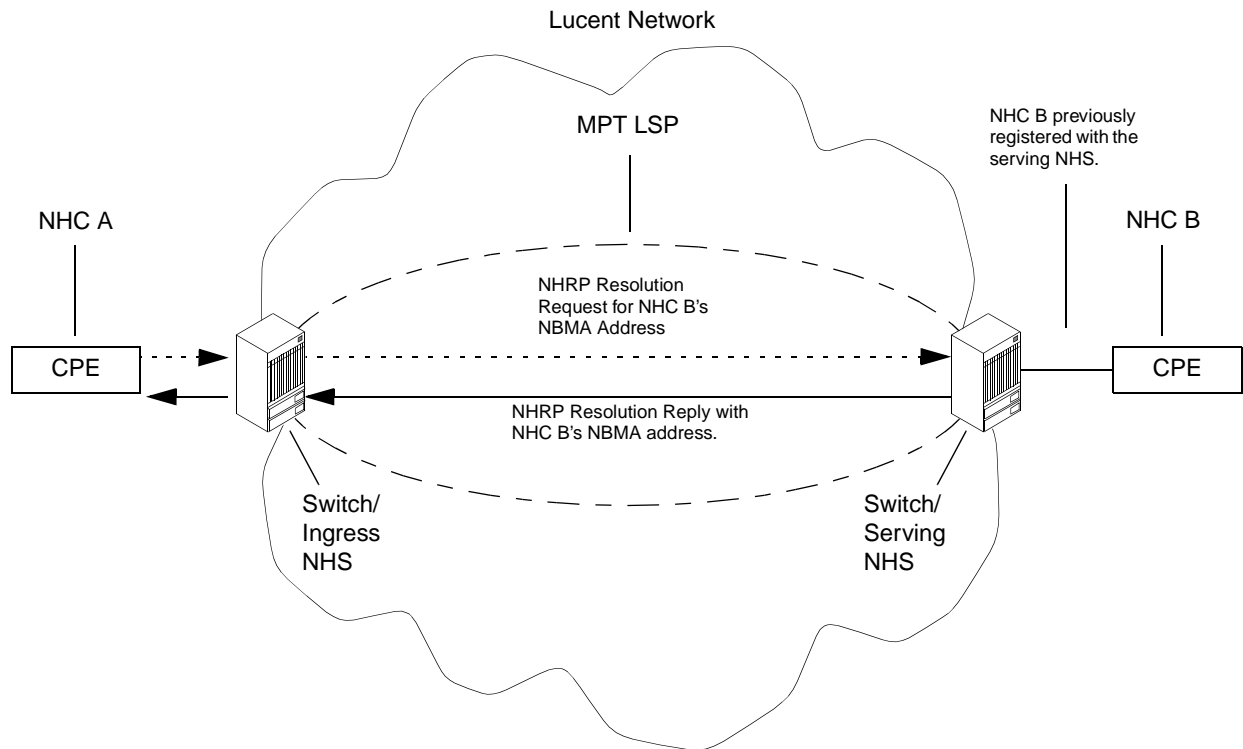 Lucent Network
MPT LSP
NHC B previously
registered with the
serving NHS.
NHC A
NHC B
NHRP Resolution
Request for NHC B's
NBMA Address
CPE
CPE
NHRP Resolution Reply with
NHC B's NBMA address.
Switch/
Ingress
NHS
Switch/
Serving
NHS